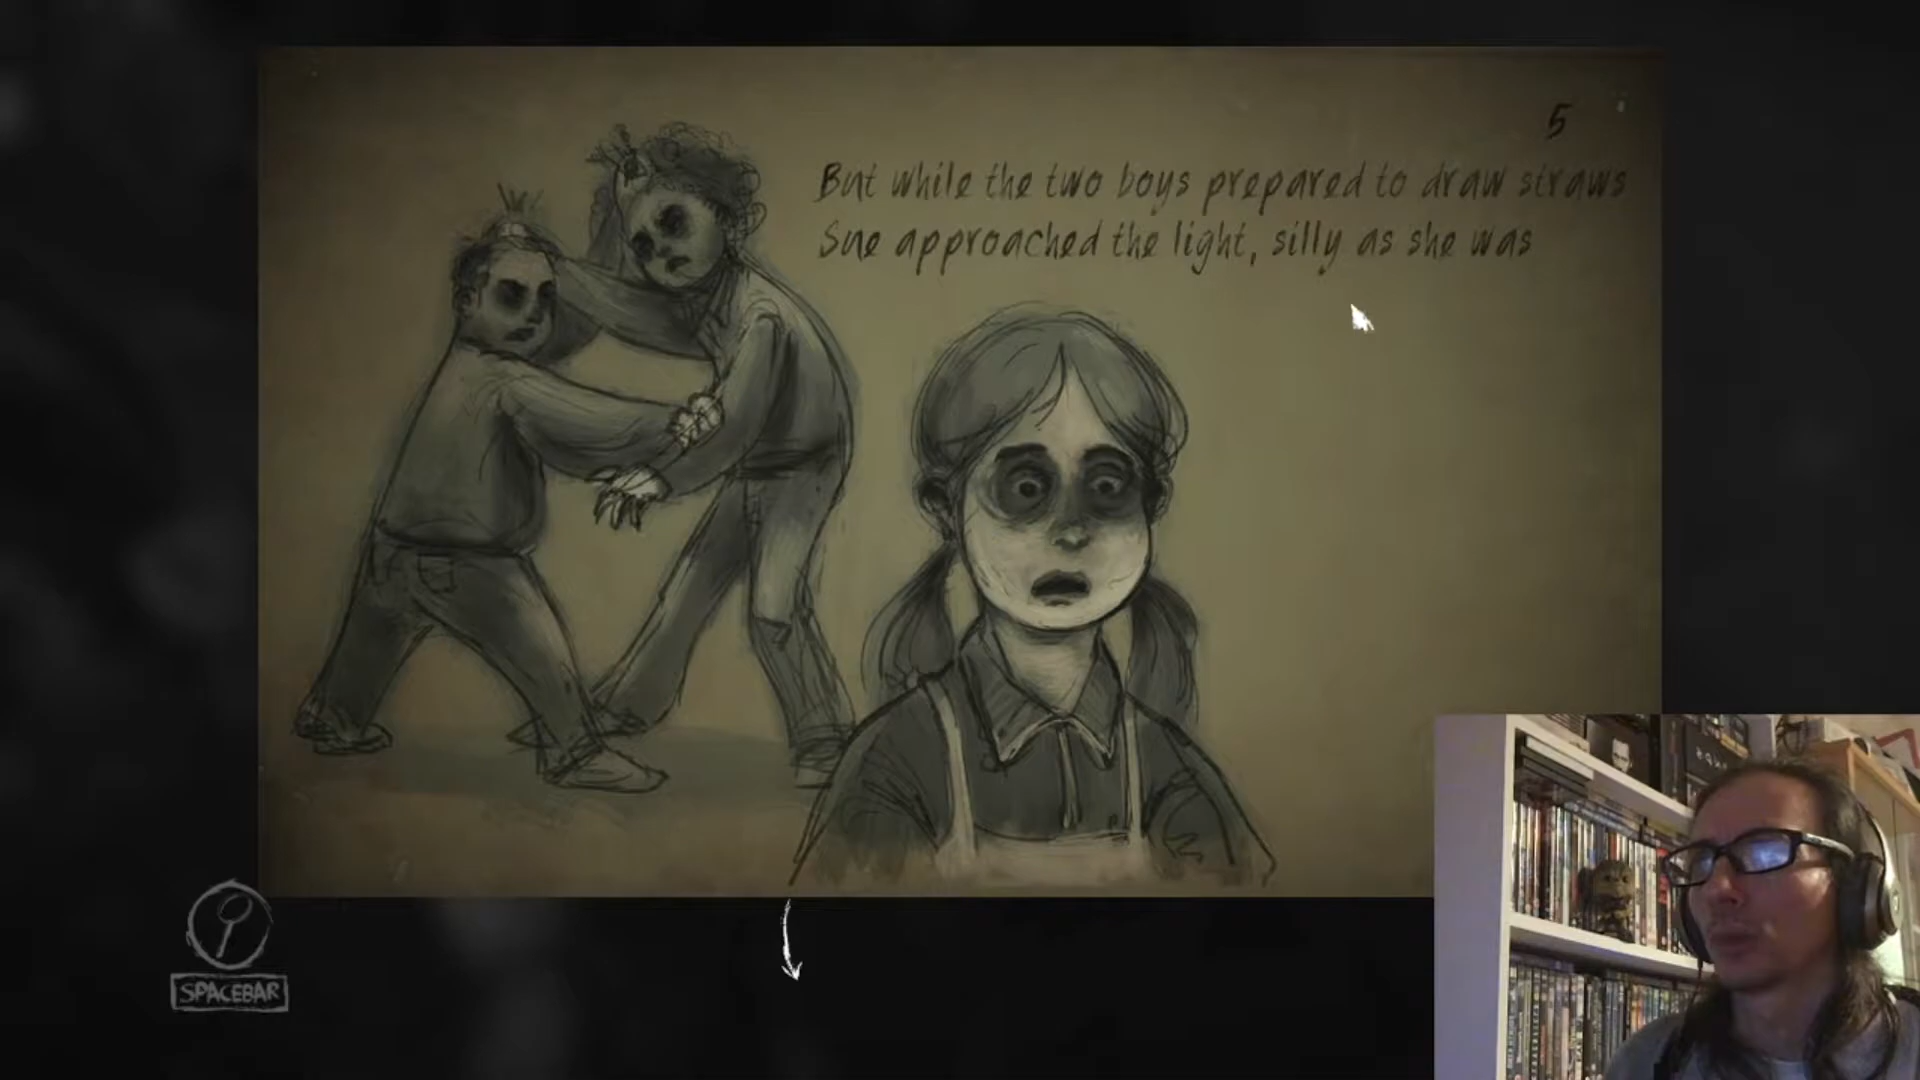 5
But while the two boys prepared to draw straws
Sue approached the light, silly as she was
SPACEBAR